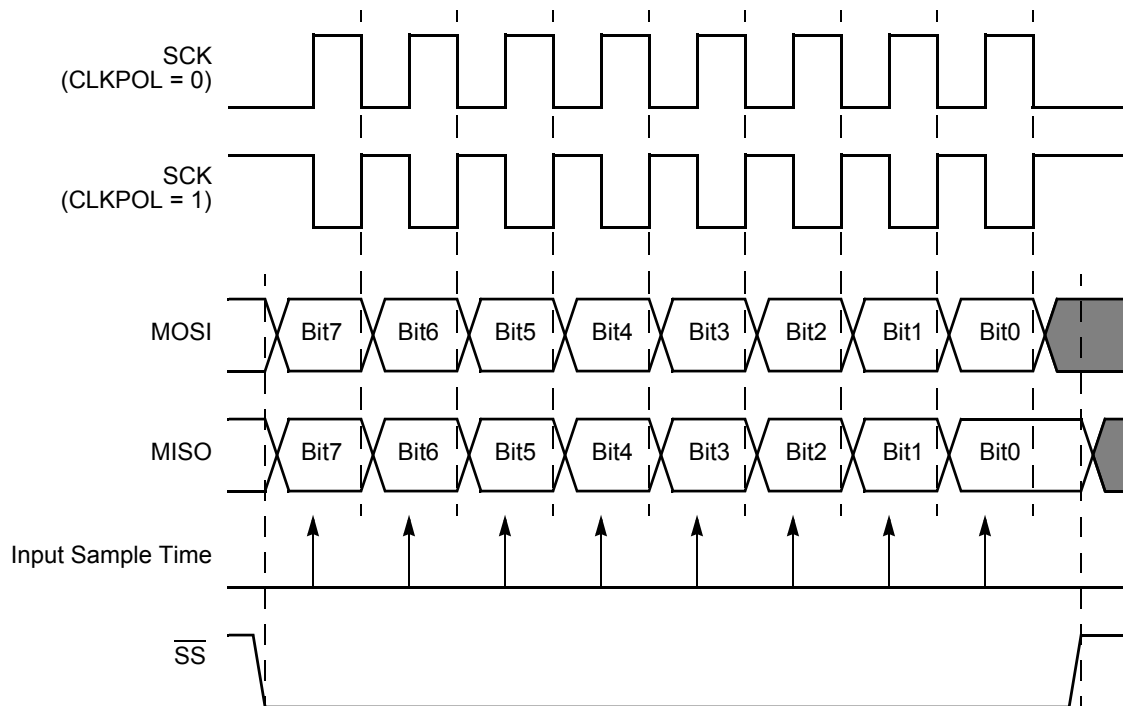 SCK
(CLKPOL = 0)
SCK
(CLKPOL = 1)
MOSI
Bit7 Bit6 Bit5 Bit4 Bit3 Bit2 Bit1 Bit0
MISO
Bit7 Bit6 Bit5 Bit4 Bit3 Bit2 Bit1 Bit0
Input Sample Time
SS